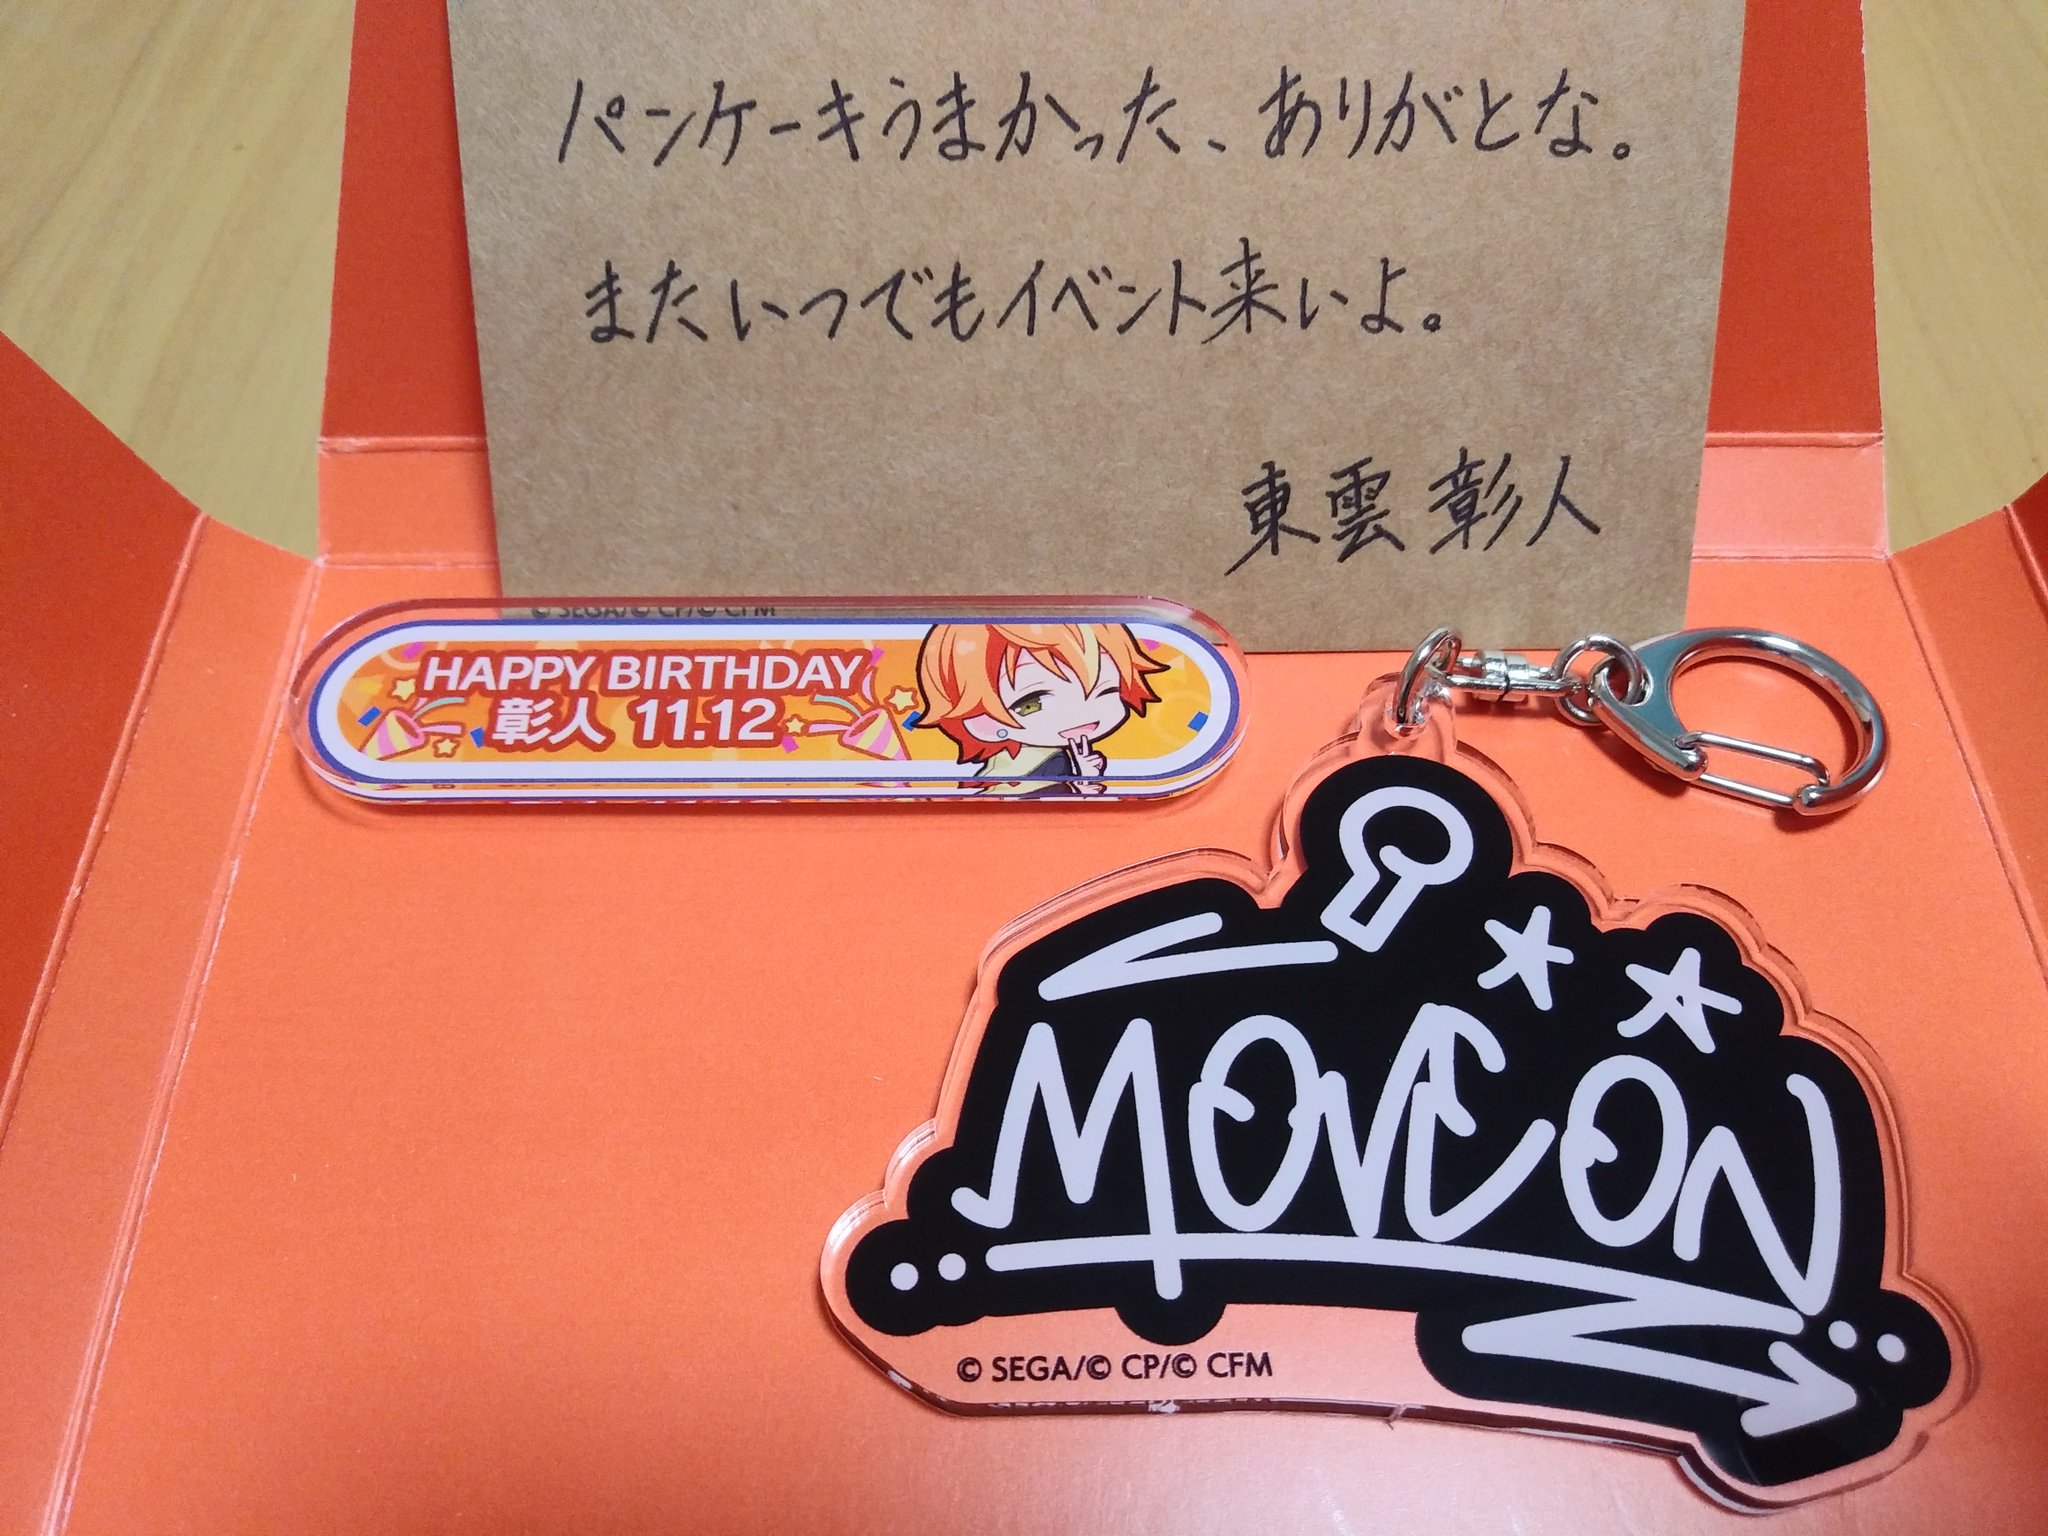 パンケーキうまかった、ありがとな。
またいつでもイベント来いよ。
東雲 彰人
© SEGA/© CP/© CFM
HAPPY BIRTHDAY
彰人 11.12
MOVE ON
© SEGA/© CP/© CFM